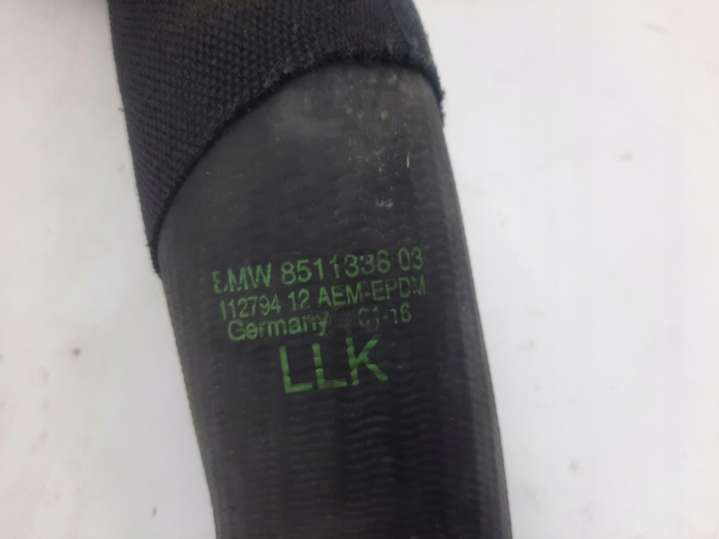 BMW 8511336 03
112794 12 AEM-EPDM
Germany 01-16
LLK